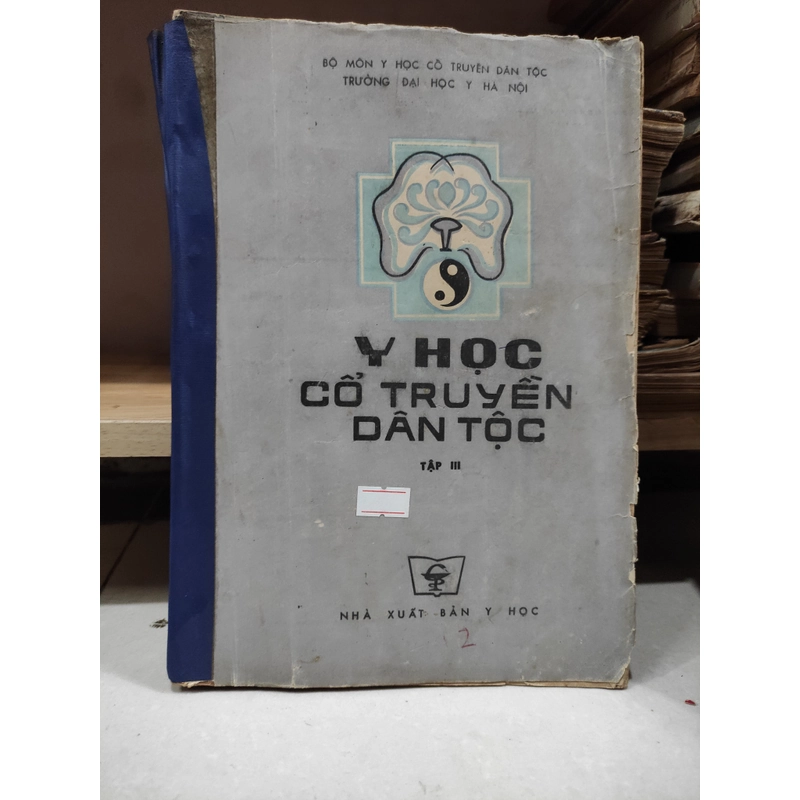 BỘ MÔN Y HỌC CỔ TRUYỀN DÂN TỘC
TRƯỜNG ĐẠI HỌC Y HÀ NỘI
Y HỌC
CỔ TRUYỀN
DÂN TỘC
TẬP III
NHÀ XUẤT BẢN Y HỌC
2